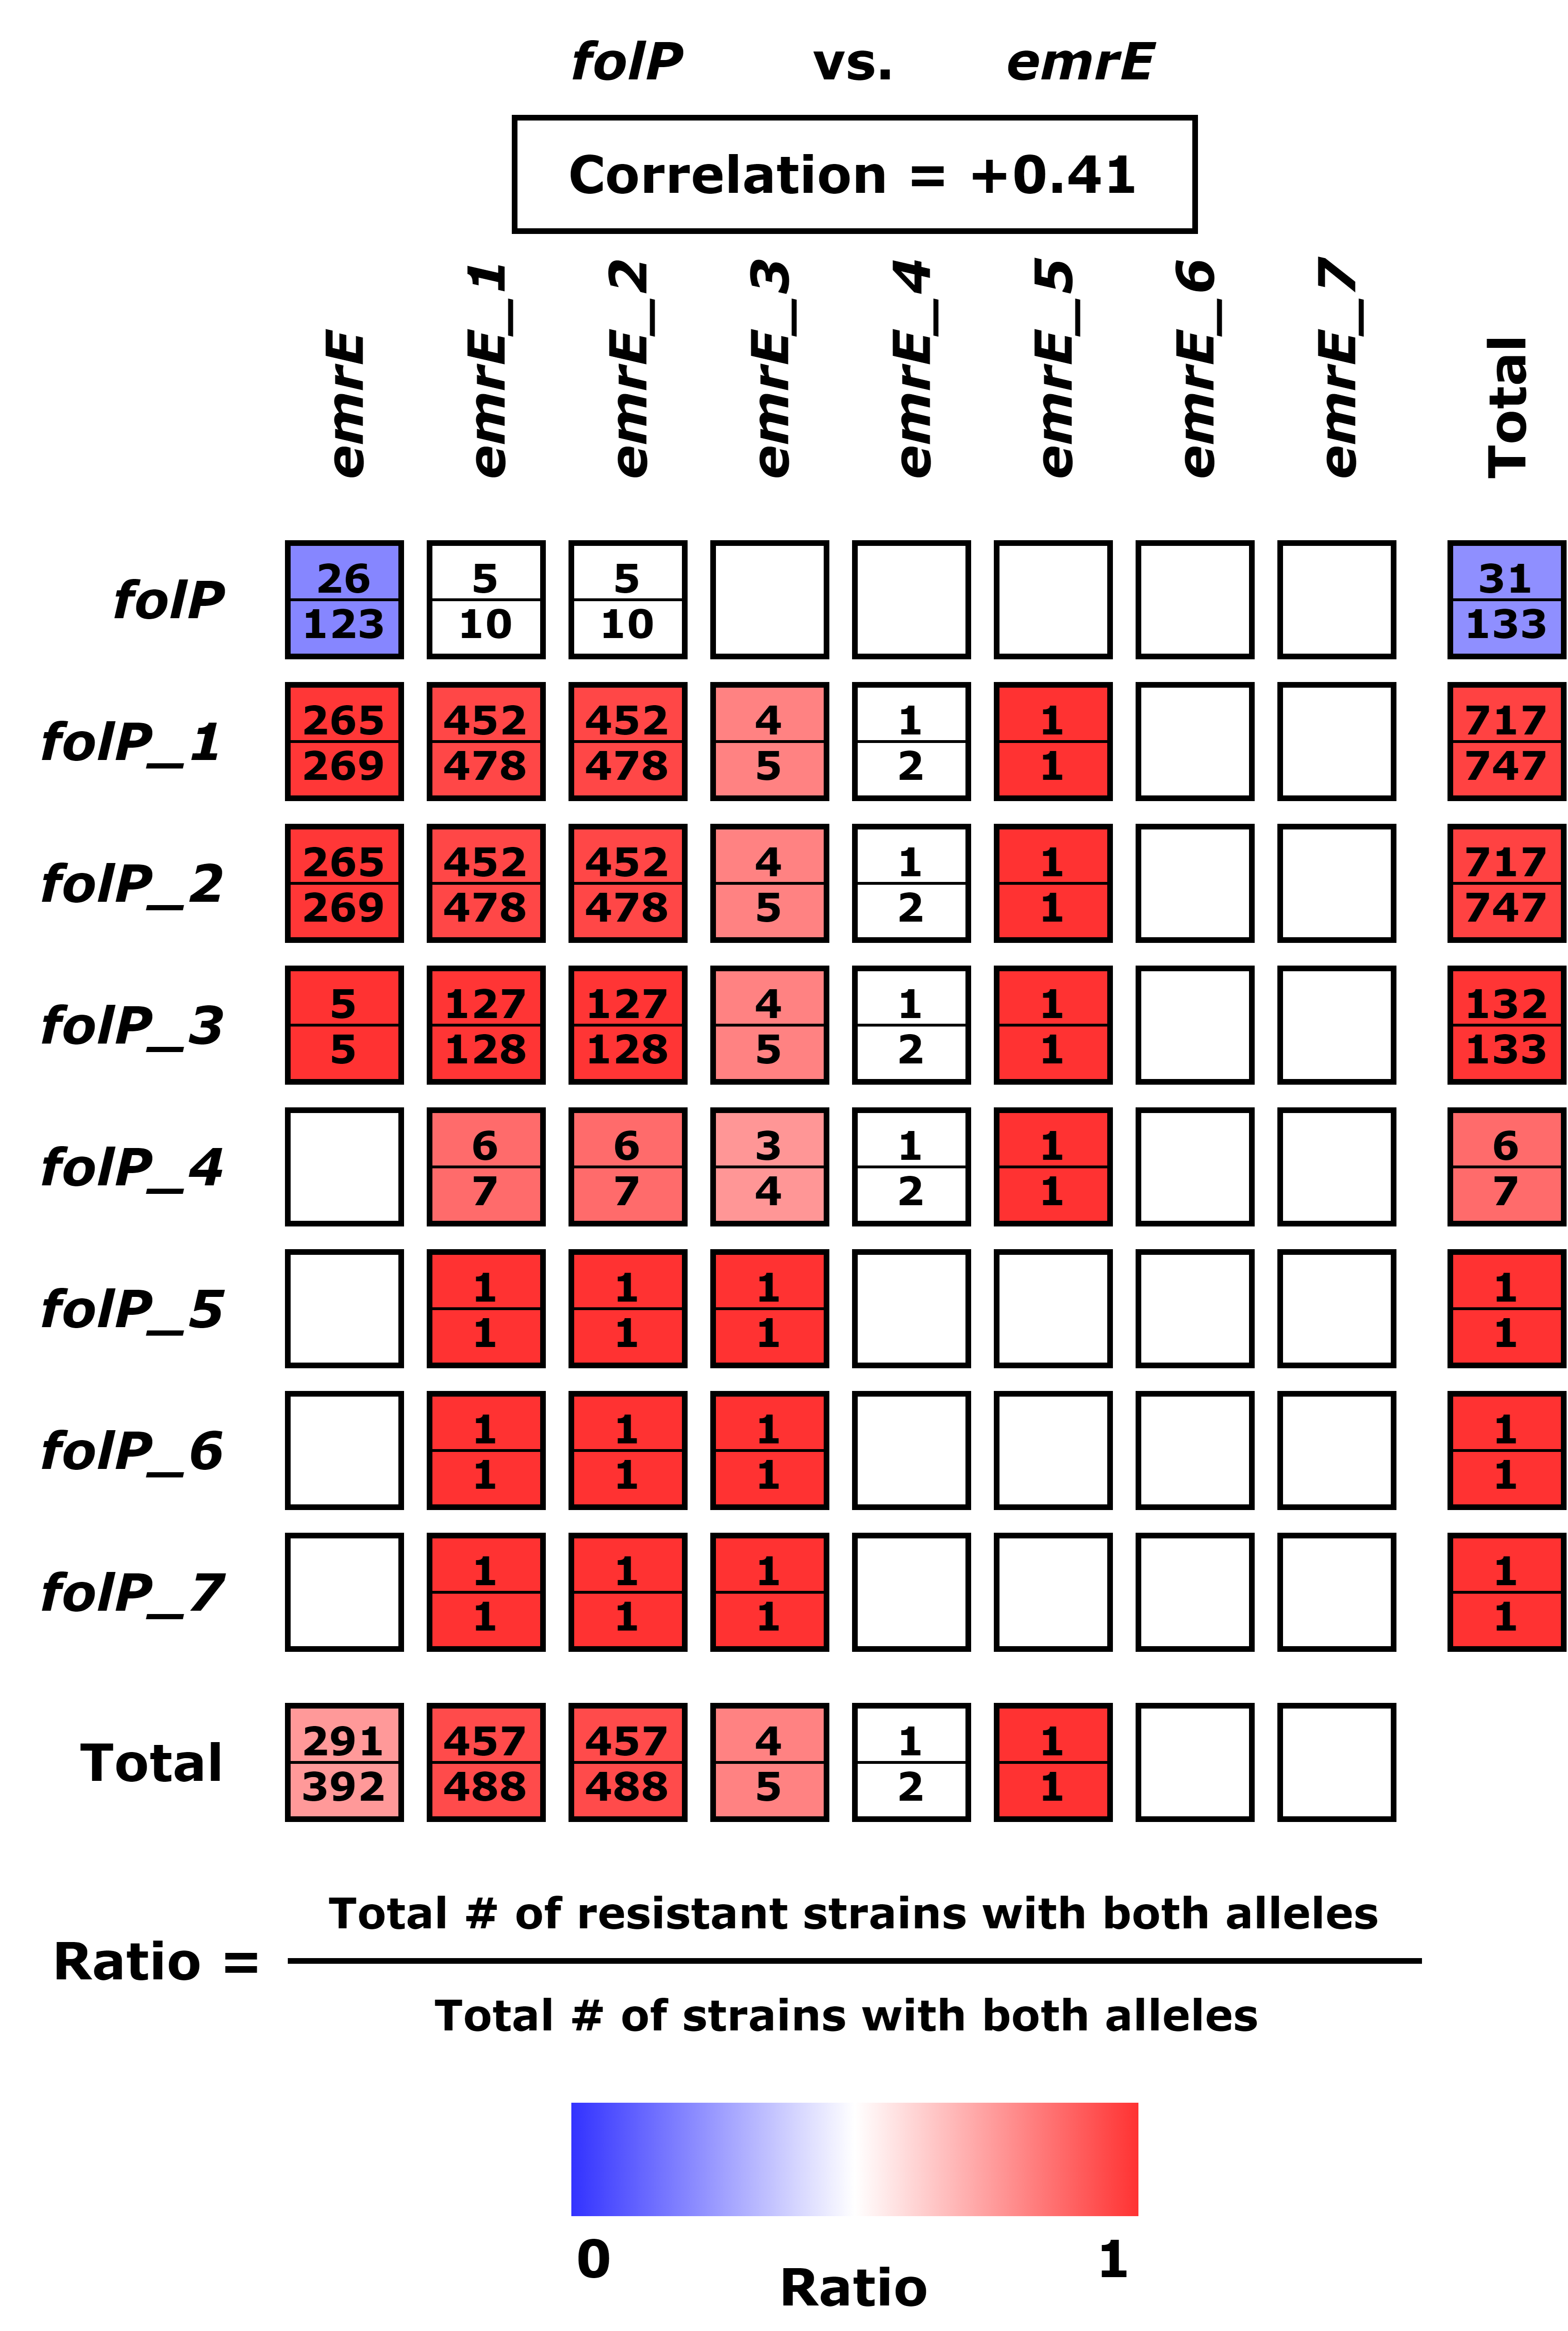 folP vs. emrE
Correlation = +0.41
emrE emrE_1 emrE_2 emrE_3 emrE_4 emrE_5 emrE_6 emrE_7 Total
26 5 5 31
folP
123 10 10 133
265 452 452 4 1 1 717
folP_1
269 478 478 5 2 1 747
265 452 452 4 1 1 717
folP_2
269 478 478 5 2 1 747
5 127 127 4 1 1 132
folP_3
5 128 128 5 2 1 133
6 6 3 1 1 6
folP_4
7 7 4 2 1 7
1 1 1 1
folP_5
1 1 1 1
1 1 1 1
folP_6
1 1 1 1
1 1 1 1
folP_7
1 1 1 1
291 457 457 4 1 1
Total
392 488 488 5 2 1
Total # of resistant strains with both alleles
Ratio =
Total # of strains with both alleles
0 1
Ratio